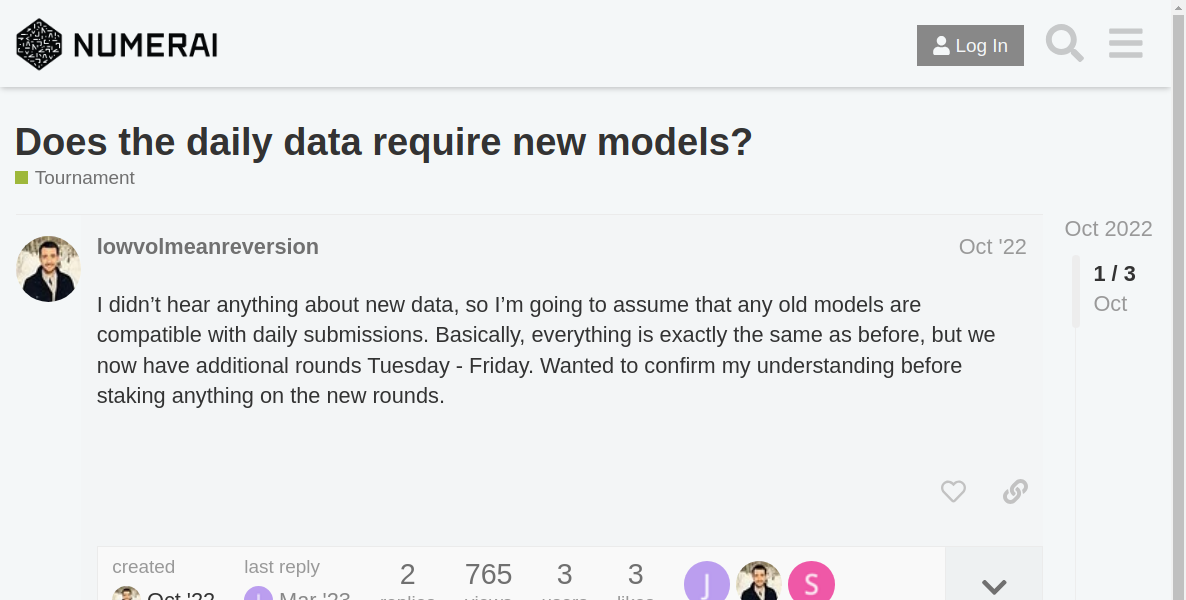 NUMERAI
Log In
Does the daily data require new models?
Tournament
lowvolmeanreversion
Oct '22
Oct 2022
1 / 3
Oct
I didn’t hear anything about new data, so I’m going to assume that any old models are
compatible with daily submissions. Basically, everything is exactly the same as before, but we
now have additional rounds Tuesday - Friday. Wanted to confirm my understanding before
staking anything on the new rounds.
created
last reply
2
765
3
3
J
S
Oct '22
J
Mar '23
replies
views
users
likes